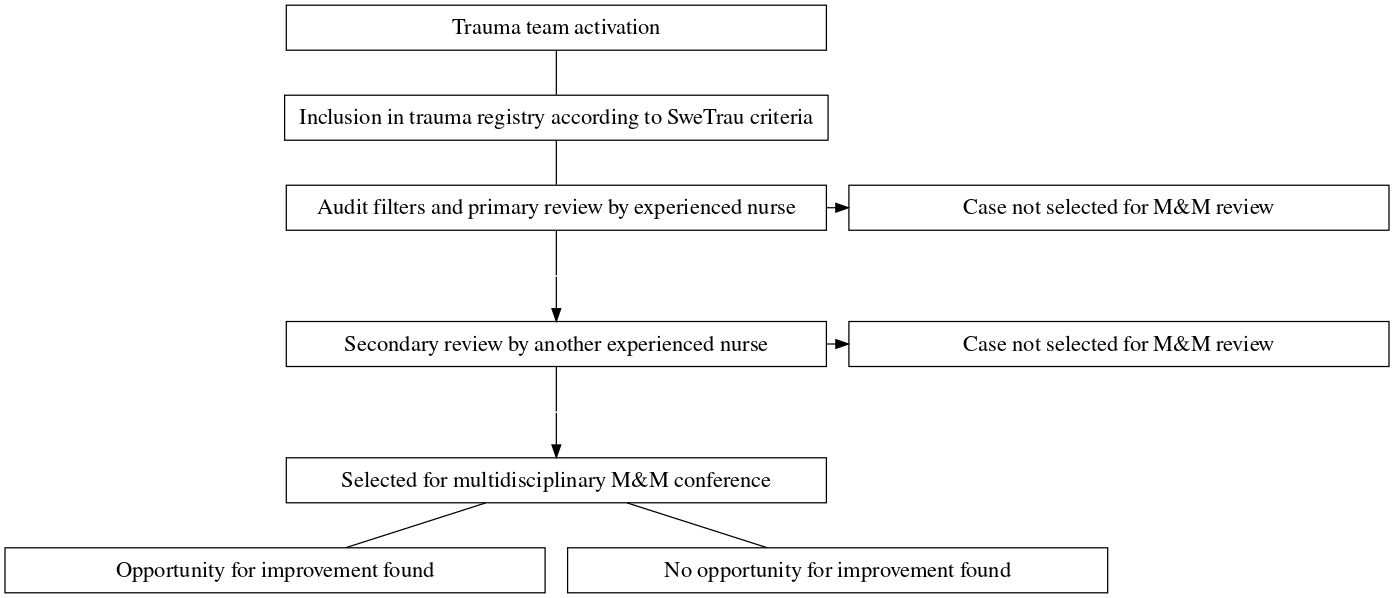 Trauma team activation
Inclusion in trauma registry according to SweTrau criteria
Audit filters and primary review by experienced nurse
Case not selected for M&M review
Secondary review by another experienced nurse
Case not selected for M&M review
Selected for multidisciplinary M&M conference
Opportunity for improvement found
No opportunity for improvement found